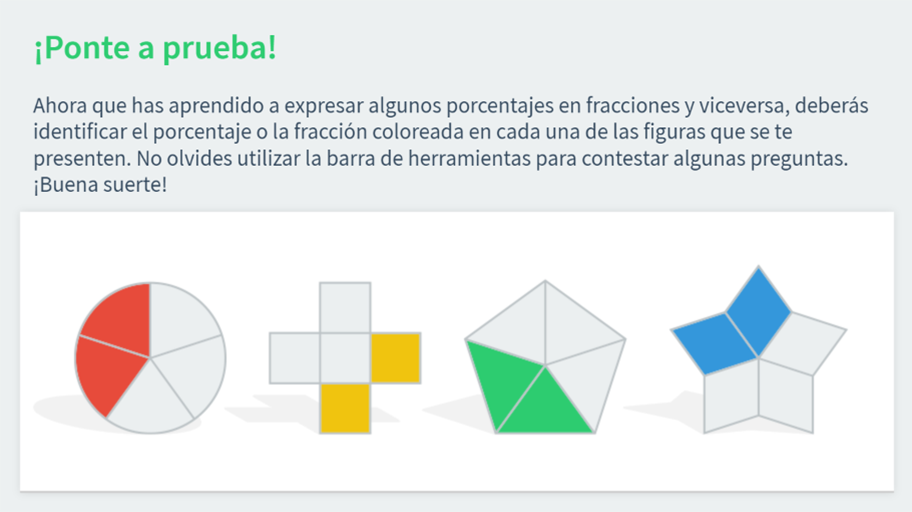 ¡Ponte a prueba!
Ahora que has aprendido a expresar algunos porcentajes en fracciones y viceversa, deberás
identificar el porcentaje o la fracción coloreada en cada una de las figuras que se te
presenten. No olvides utilizar la barra de herramientas para contestar algunas preguntas.
¡Buena suerte!